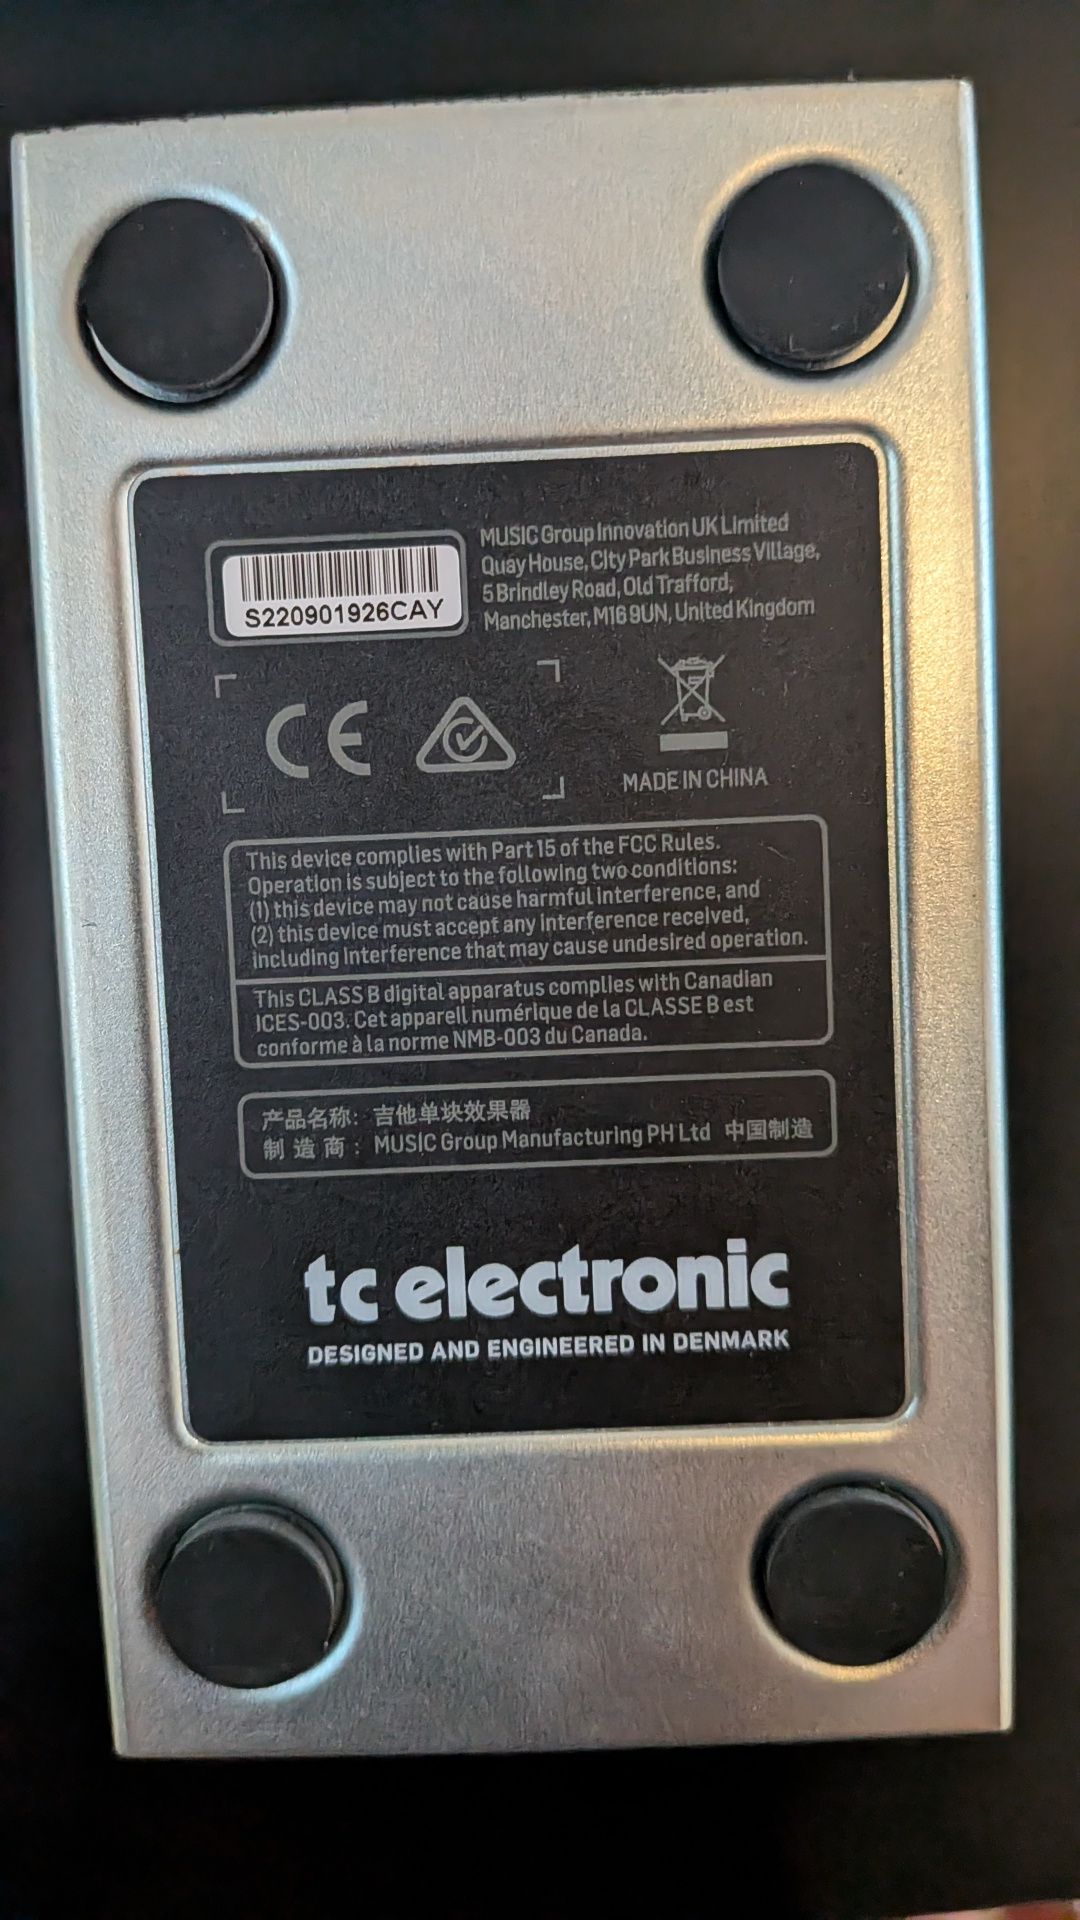 S220901926CAY
MUSIC Group Innovation UK Limited
Quay House, City Park Business Village,
5 Brindley Road, Old Trafford,
Manchester, M16 9UN, United Kingdom
CE
MADE IN CHINA
This device complies with Part 15 of the FCC Rules.
Operation is subject to the following two conditions:
(1) this device may not cause harmful interference, and
(2) this device must accept any interference received,
including interference that may cause undesired operation.
This CLASS B digital apparatus complies with Canadian
ICES-003. Cet appareil numérique de la CLASSE B est
conforme à la norme NMB-003 du Canada.
产品名称: 吉他单块效果器
制 造 商 : MUSIC Group Manufacturing PH Ltd 中国制造
tc electronic
DESIGNED AND ENGINEERED IN DENMARK